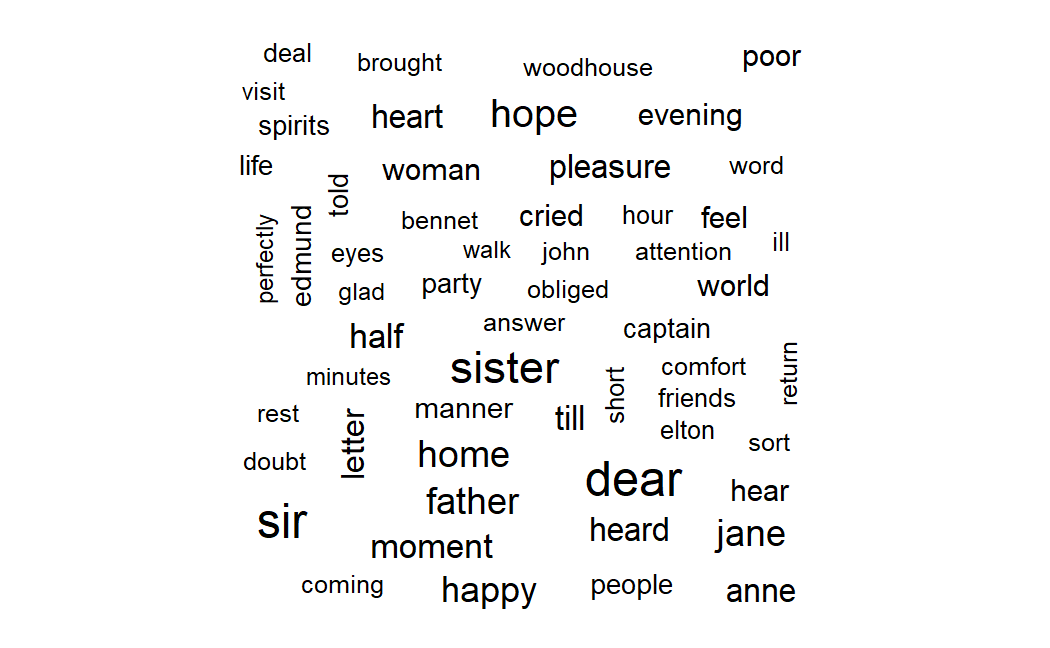 deal
brought
woodhouse
poor
visit
spirits
heart
hope
evening
life
told
woman
pleasure
word
perfectly
edmund
bennet
cried
hour
feel
eyes
walk
john
attention
ill
glad
party
obliged
world
half
answer
captain
minutes
sister
short
comfort
return
rest
letter
manner
till
friends
elton
doubt
home
dear
sort
hear
sir
father
heard
jane
moment
coming
happy
people
anne